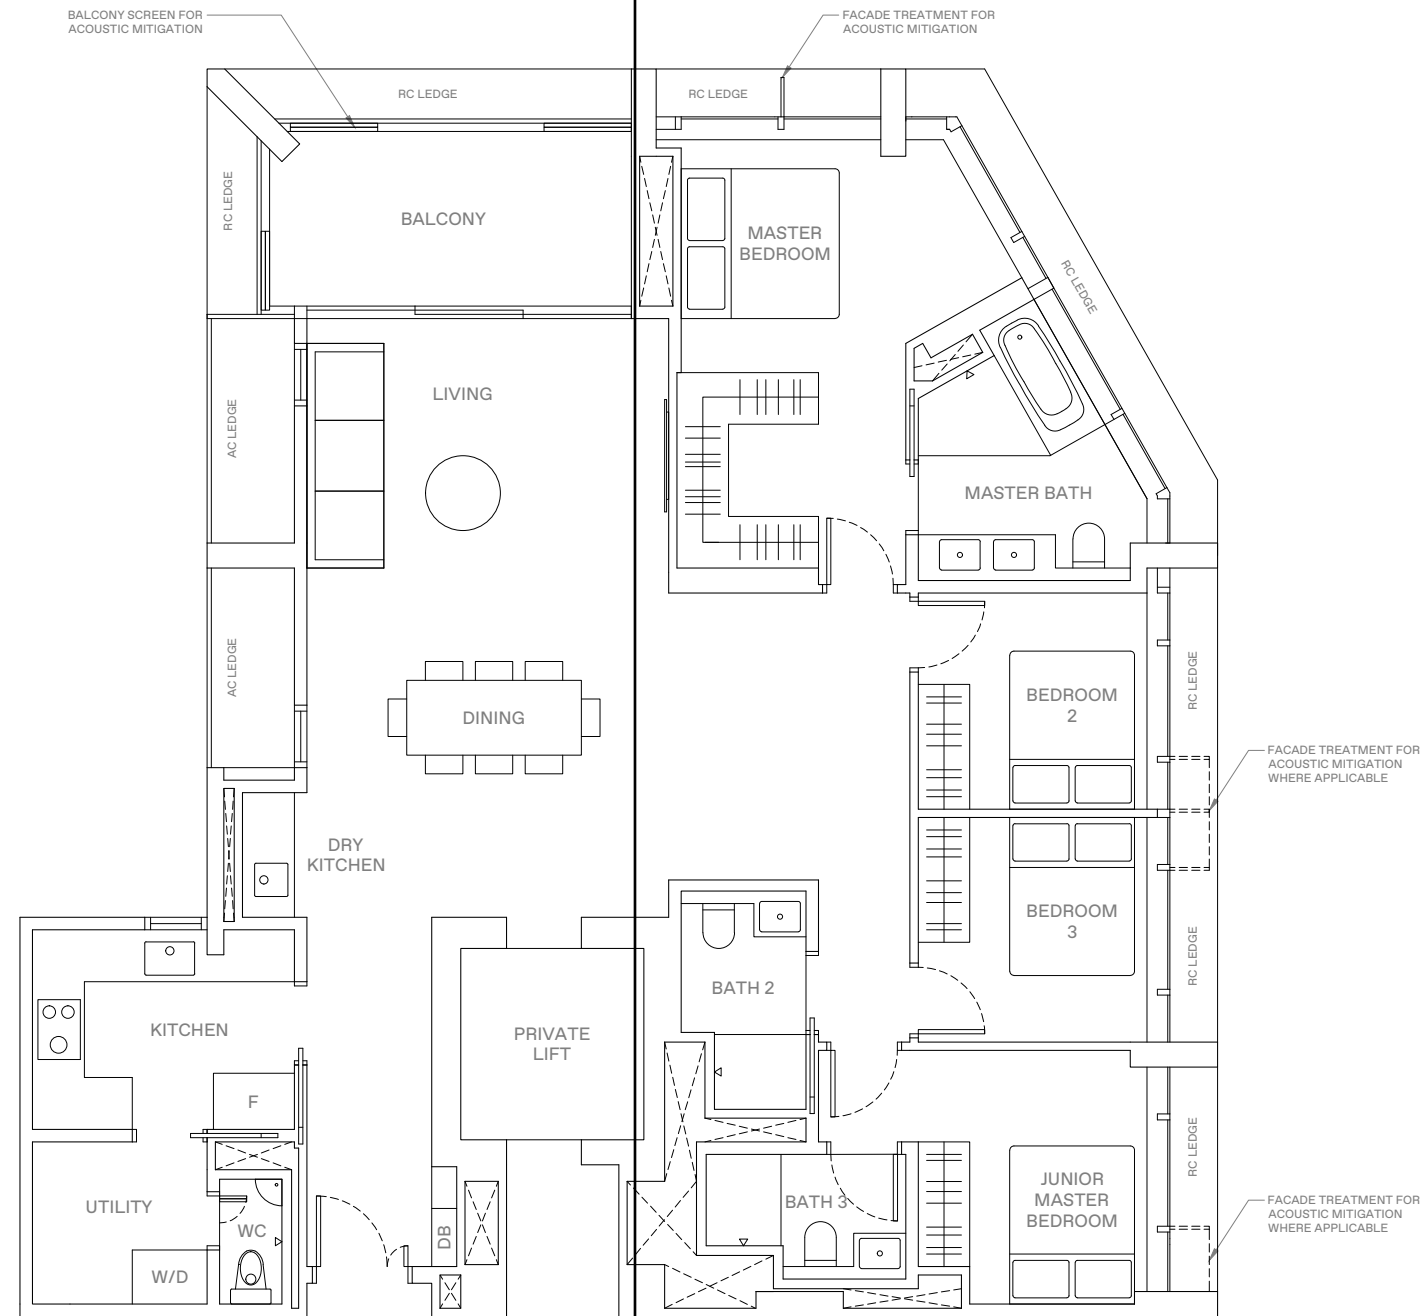 BALCONY SCREEN FOR
ACOUSTIC MITIGATION
FACADE TREATMENT FOR
ACOUSTIC MITIGATION
RC LEDGE
RC LEDGE
RC LEDGE
BALCONY
MASTER
BEDROOM
RC LEDGE
LIVING
AC LEDGE
MASTER BATH
AC LEDGE
DINING
BEDROOM
2
RC LEDGE
FACADE TREATMENT FOR
ACOUSTIC MITIGATION
WHERE APPLICABLE
DRY
KITCHEN
BEDROOM
3
RC LEDGE
KITCHEN
PRIVATE
LIFT
BATH 2
F
UTILITY
WC
W/D
DB
BATH 3
JUNIOR
MASTER
BEDROOM
RC LEDGE
FACADE TREATMENT FOR
ACOUSTIC MITIGATION
WHERE APPLICABLE